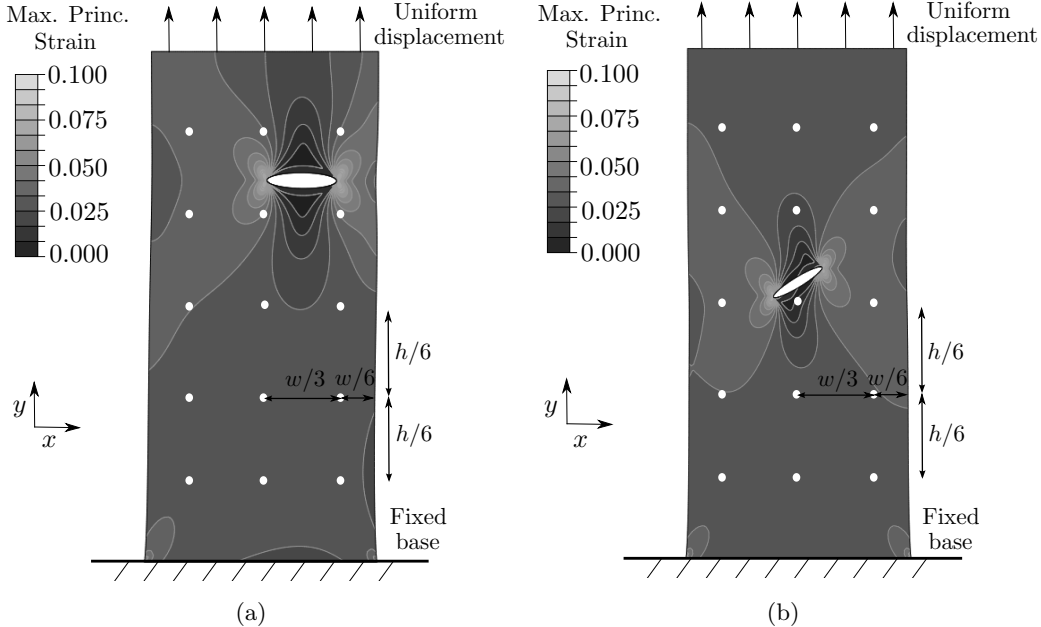 Max. Princ.
Strain
0.100
0.075
0.050
0.025
0.000
Uniform
displacement
h/6
w/3
w/6
h/6
y
x
Fixed
base
(a)
Max. Princ.
Strain
0.100
0.075
0.050
0.025
0.000
Uniform
displacement
h/6
w/3
w/6
h/6
y
x
Fixed
base
(b)